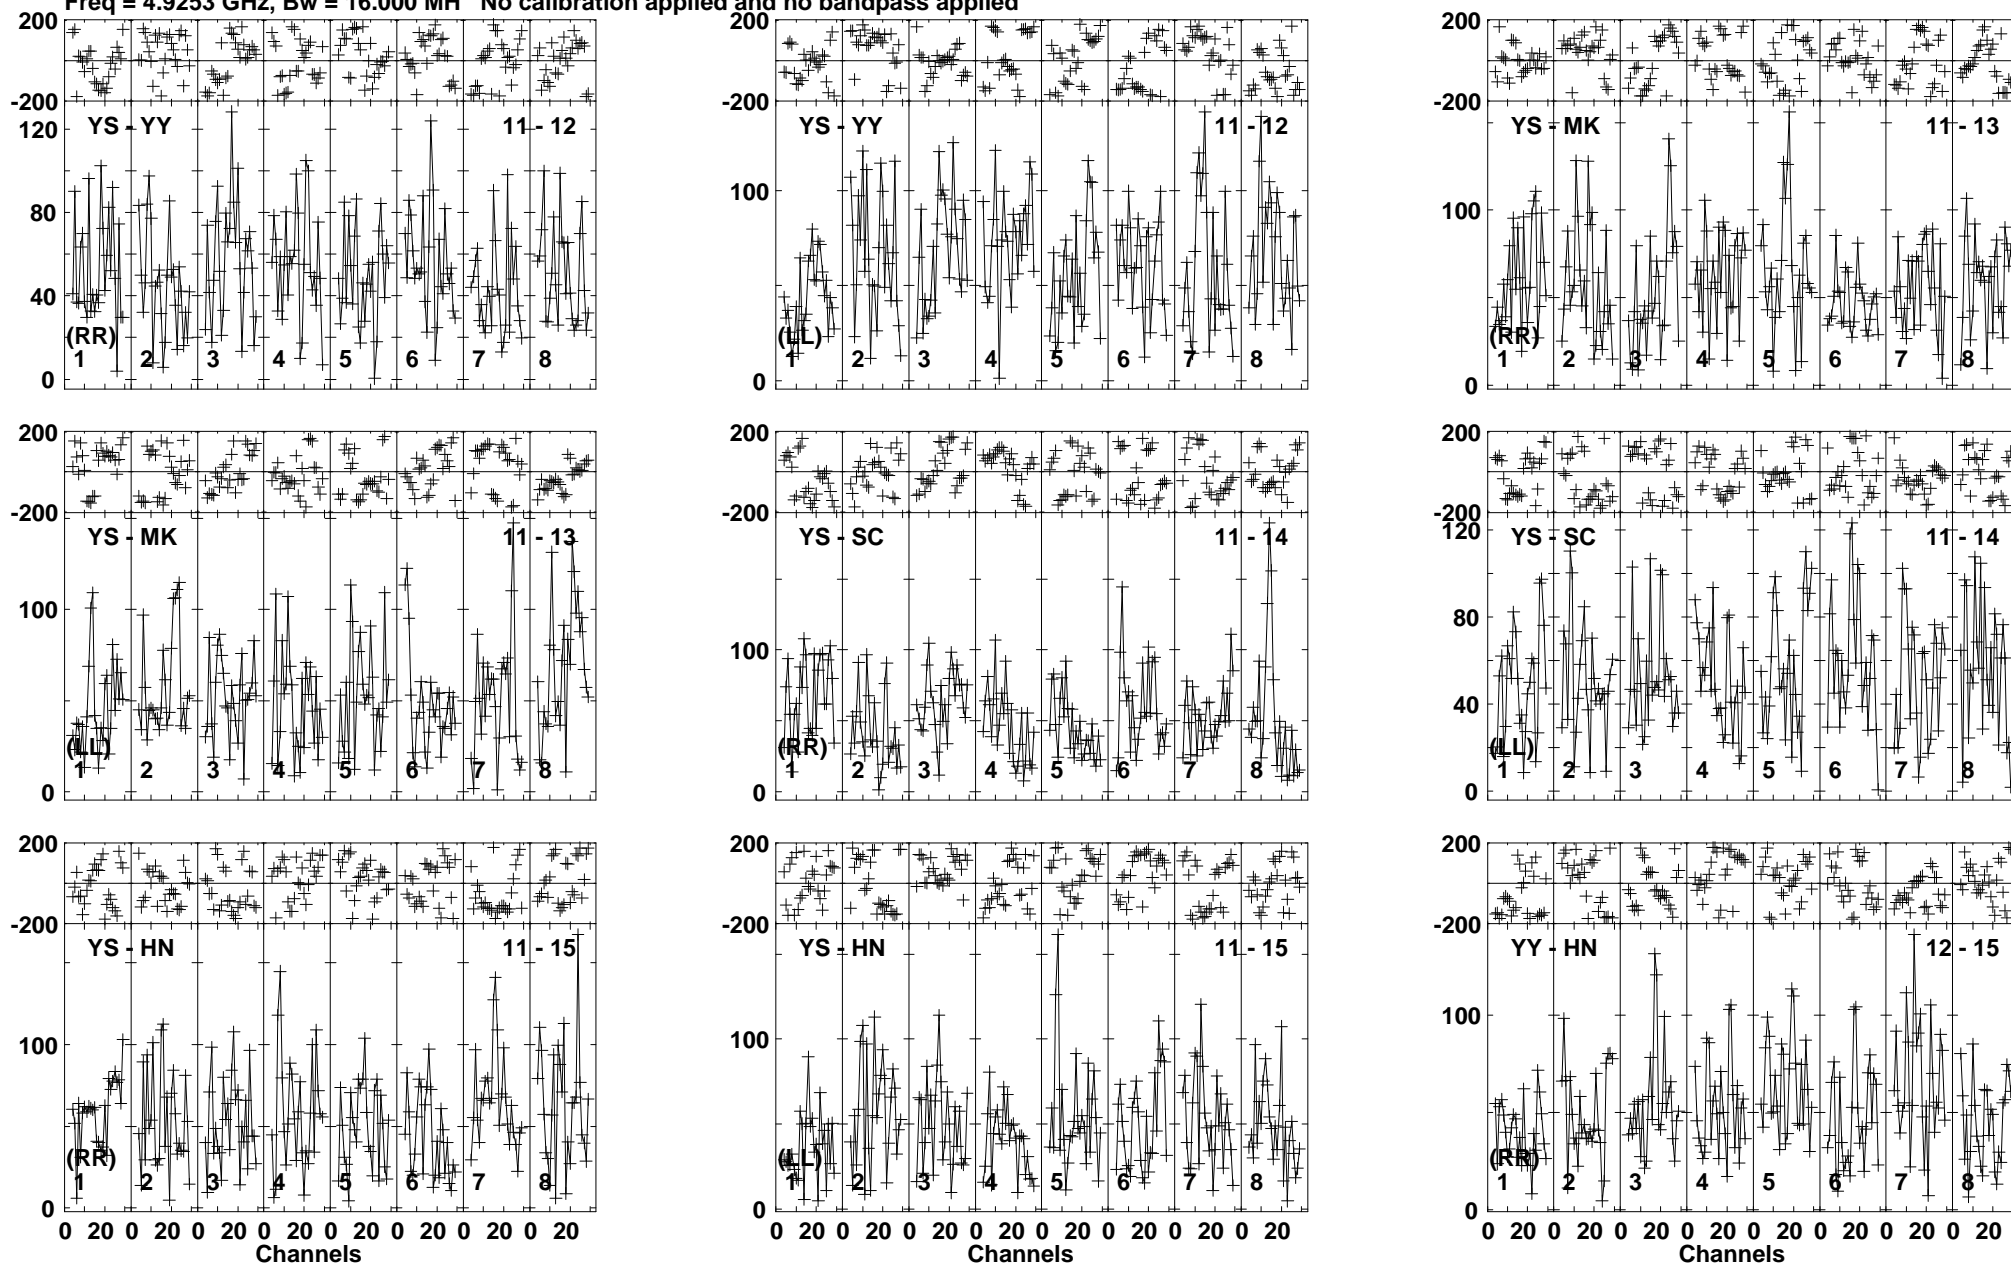 Freq = 4.9253 GHz, Bw = 16.000 MH No calibration applied and no bandpass applied
200 200 200
-200 -200 -200
120 YS - YY 11 - 12 YS - YY 11 - 12 YS - MK 11 - 13
100 100
80
40
(RR) (LL) (RR)
1 2 3 4 5 6 7 8 1 2 3 4 5 6 7 8 1 2 3 4 5 6 7 8
0 0 0
200 200 200
-200 -200 -200
YS - MK 11 - 13 YS - SC 11 - 14 120 YS - SC 11 - 14
100 100 80
40
(LL) (RR) (LL)
1 2 3 4 5 6 7 8 1 2 3 4 5 6 7 8 1 2 3 4 5 6 7 8
0 0 0
200 200 200
-200 -200 -200
YS - HN 11 - 15 YS - HN 11 - 15 YY - HN 12 - 15
100 100 100
(RR) (LL) (RR)
1 2 3 4 5 6 7 8 1 2 3 4 5 6 7 8 1 2 3 4 5 6 7 8
0 0 0
0 20 0 20 0 20 0 20 0 20 0 20 0 20 0 20 0 20 0 20 0 20 0 20 0 20 0 20 0 20 0 20 0 20 0 20 0 20 0 20 0 20 0 20 0 20 0 20
Channels Channels Channels